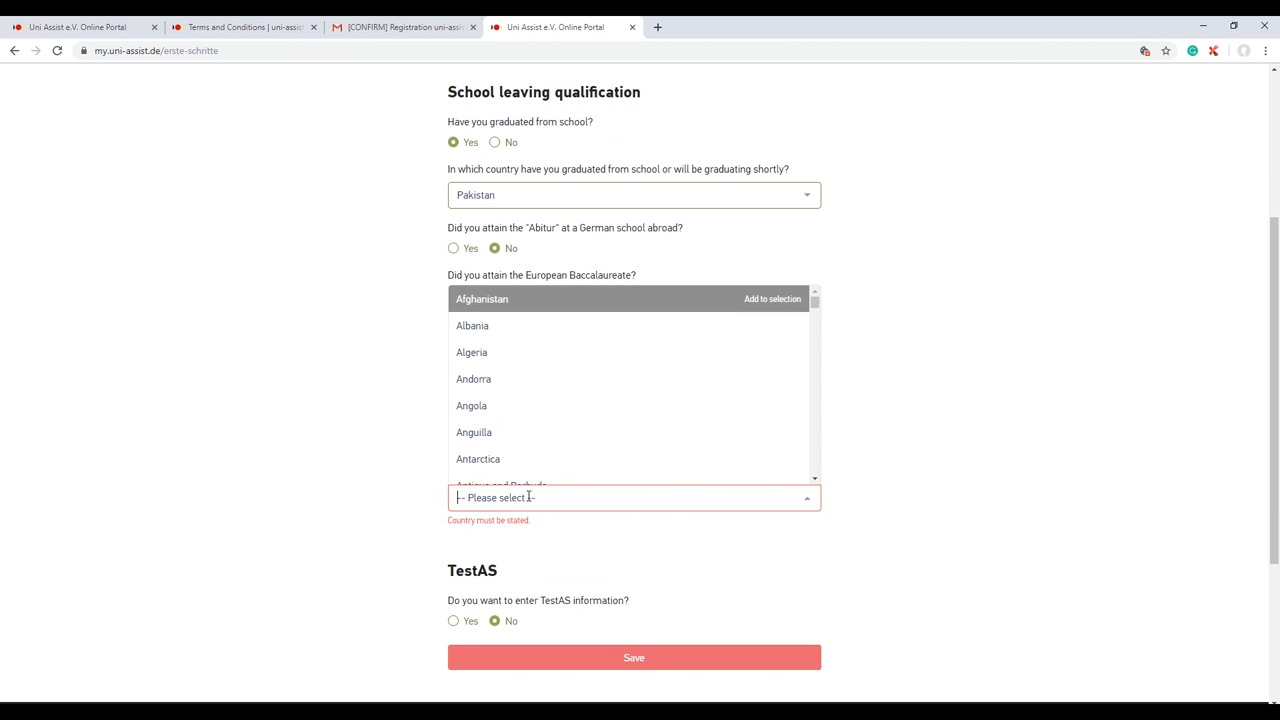 Uni Assist e.V. Online Portal
Terms and Conditions | uni-assist
[CONFIRM] Registration uni-assis
Uni Assist e.V. Online Portal
my.uni-assist.de/erste-schritte
School leaving qualification
Have you graduated from school?
Yes No
In which country have you graduated from school or will be graduating shortly?
Pakistan
Did you attain the "Abitur" at a German school abroad?
Yes No
Did you attain the European Baccalaureate?
Afghanistan Add to selection
Albania
Algeria
Andorra
Angola
Anguilla
Antarctica
Antigua and Barbuda
-- Please select --
Country must be stated.
TestAS
Do you want to enter TestAS information?
Yes No
Save